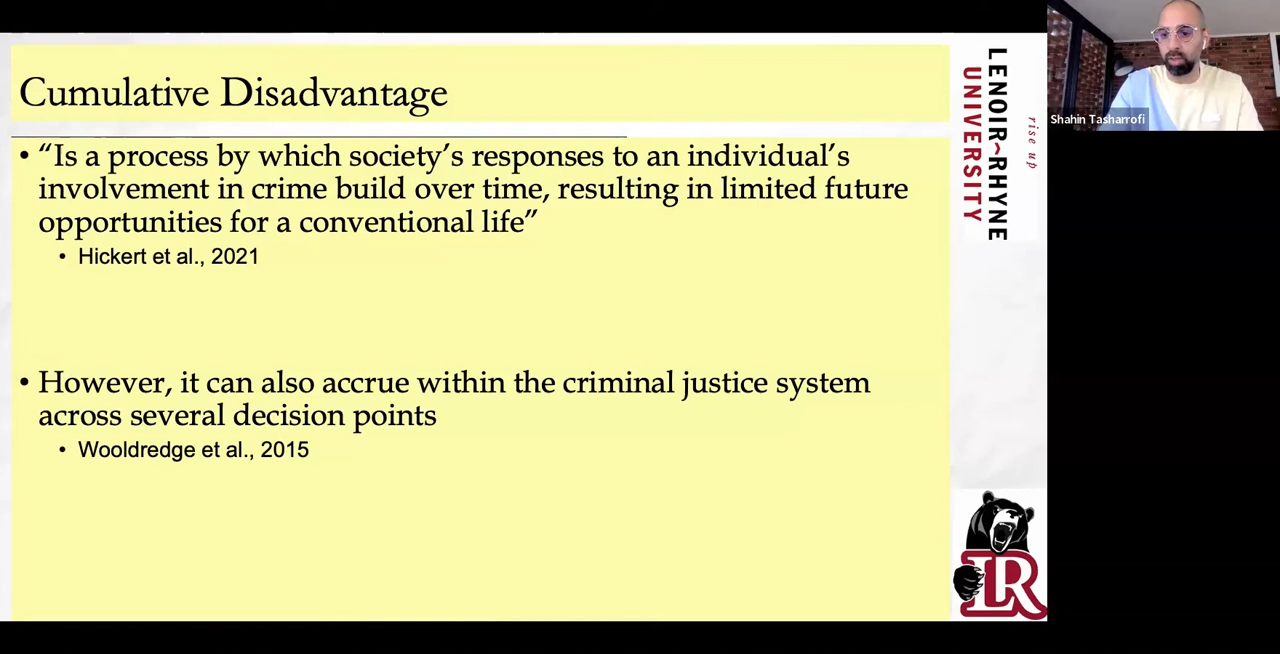 Cumulative Disadvantage
• “Is a process by which society’s responses to an individual’s
involvement in crime build over time, resulting in limited future
opportunities for a conventional life”
• Hickert et al., 2021
• However, it can also accrue within the criminal justice system
across several decision points
• Wooldredge et al., 2015
LENOIR-RHYNE
UNIVERSITY
rise up
LR
Shahin Tasharrofi